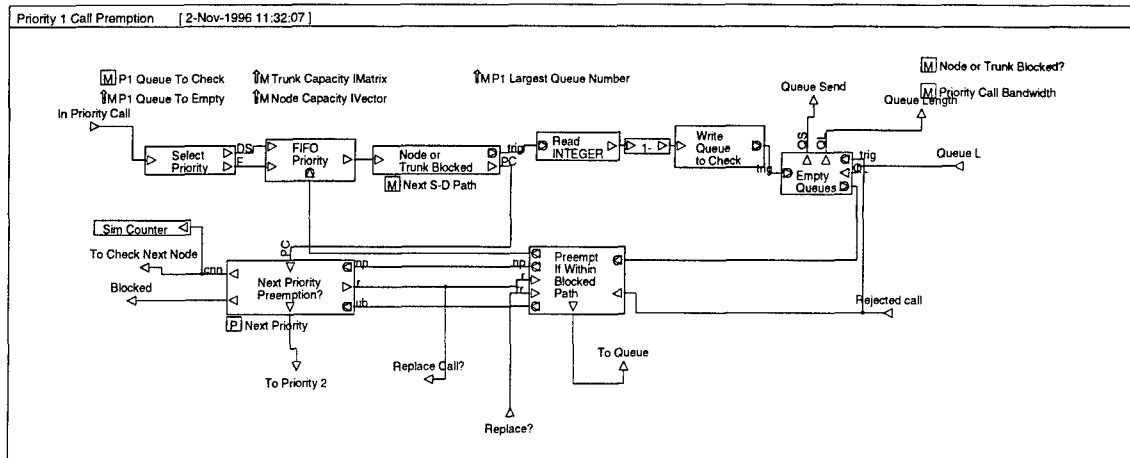 Priority 1 Call Premption [ 2-Nov-1996 11:32:07 ]
M P1 Queue To Check
⇑M Trunk Capacity IMatrix
⇑M P1 Largest Queue Number
M Node or Trunk Blocked?
⇑M P1 Queue To Empty
⇑M Node Capacity IVector
Queue Send
M Priority Call Bandwidth
In Priority Call
Queue Length
Select
Priority
DS
F
FIFO
Priority
Node or
Trunk Blocked
trig
PC
M Next S-D Path
Read
INTEGER
1-
Write
Queue
to Check
trig
QS
QL
Empty
Queues
trig
Queue L
Sim Counter
To Check Next Node
cnn
Blocked
PC
Next Priority
Preemption?
np
r
ub
P Next Priority
np
r
rr
Preempt
If Within
Blocked
Path
Rejected call
To Priority 2
Replace Call?
To Queue
Replace?